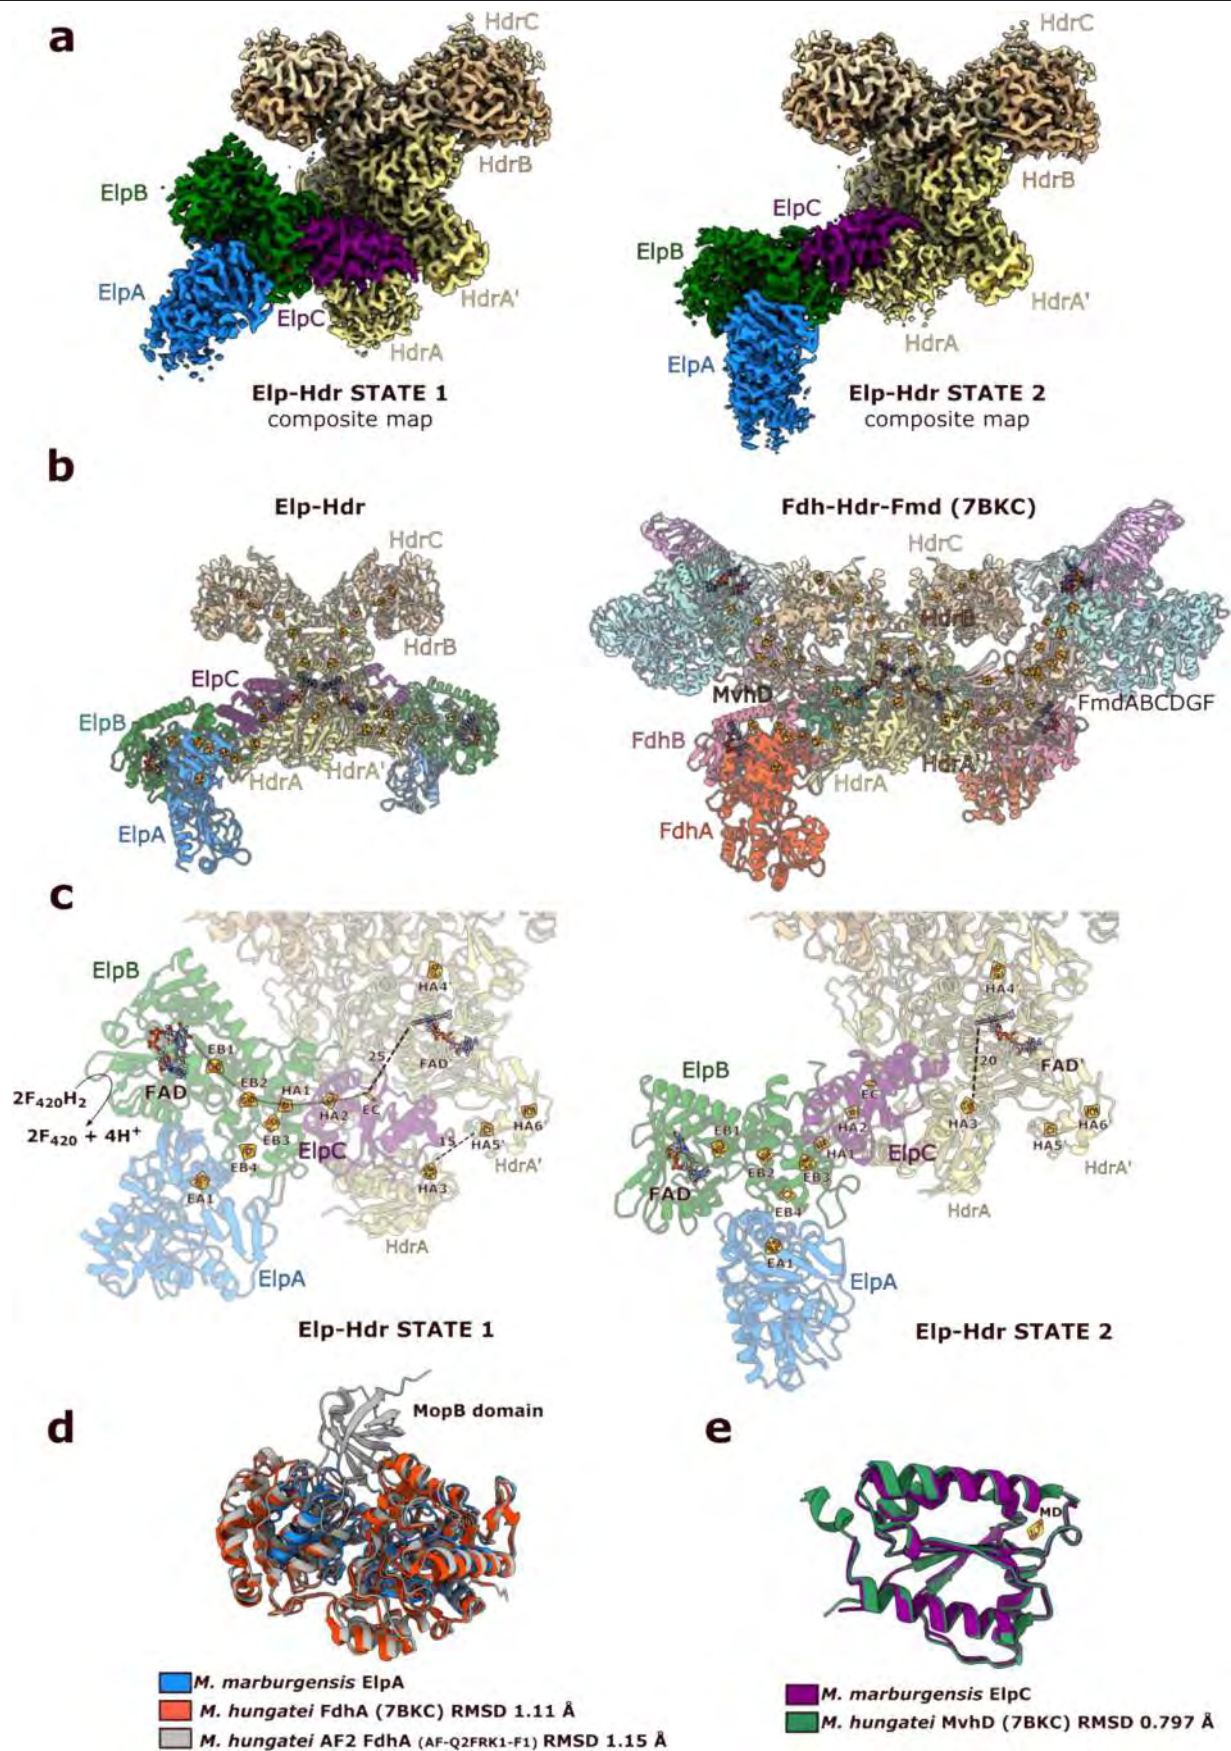 a
HdrC
HdrB
ElpB
ElpA
ElpC
HdrA'
HdrA
Elp-Hdr STATE 1
composite map
HdrC
HdrB
ElpC
ElpB
HdrA'
HdrA
ElpA
Elp-Hdr STATE 2
composite map
b
Elp-Hdr
HdrC
HdrB
ElpC
ElpB
HdrA
HdrA'
ElpA
Fdh-Hdr-Fmd (7BKC)
HdrC
HdrB
MvhD
FmdABCDGF
FdhB
HdrA
HdrA'
FdhA
c
ElpB
HA4'
25
FAD'
EB1
FAD
EB2
HA1
HA2
EC
2F420H2
2F420 + 4H+
EB3
ElpC
15
HA5'
HA6'
HdrA'
EB4
HA3
EA1
HdrA
ElpA
Elp-Hdr STATE 1
HA4'
20
FAD'
ElpB
EC
EB1
HA2
HA3
HA6'
HA5'
EB2
HA1
EB3
ElpC
HdrA'
FAD
EB4
HdrA
EA1
ElpA
Elp-Hdr STATE 2
d
MopB domain
M. marburgensis ElpA
M. hungatei FdhA (7BKC) RMSD 1.11 Å
M. hungatei AF2 FdhA (AF-Q2FRK1-F1) RMSD 1.15 Å
e
MD
M. marburgensis ElpC
M. hungatei MvhD (7BKC) RMSD 0.797 Å